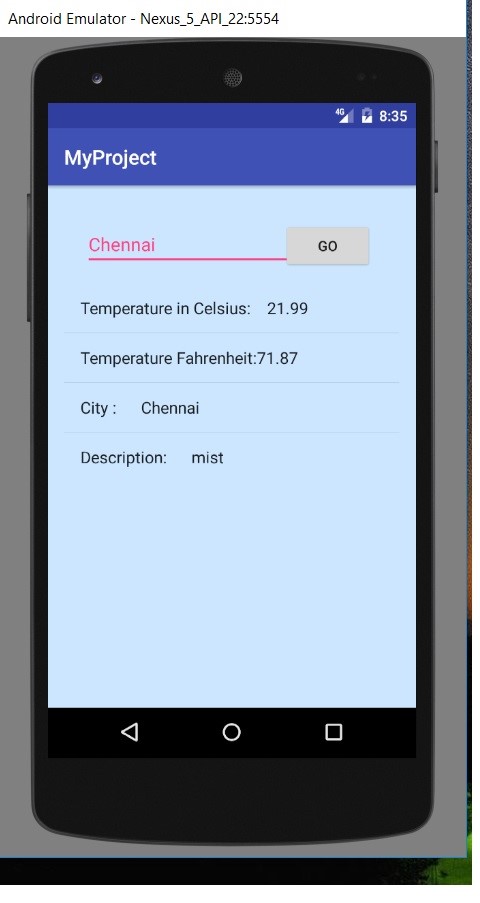 Android Emulator - Nexus_5_API_22:5554
4G 8:35
MyProject
Chennai GO
Temperature in Celsius: 21.99
Temperature Fahrenheit:71.87
City : Chennai
Description: mist